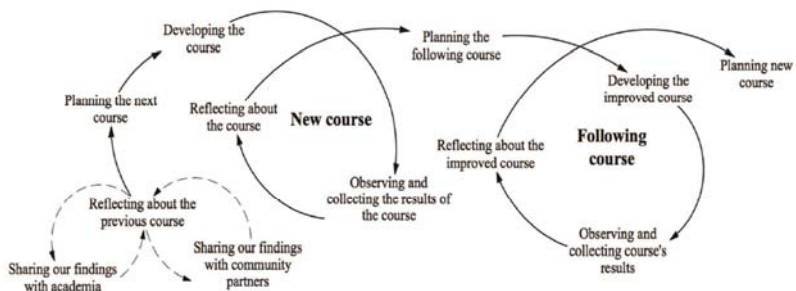 Developing the
course
Planning the next
course
Reflecting about the
previous course
Sharing our findings
with academia
Sharing our findings
with community
partners
Reflecting about
the course
New course
Observing and
collecting the results of
the course
Planning the
following course
Developing the
improved course
Planning new
course
Following
course
Reflecting about the
improved course
Observing and
collecting course's
results